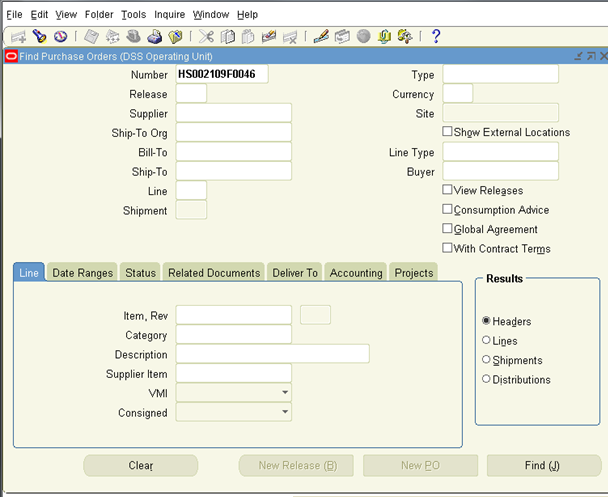 File Edit View Folder Tools Inquire Window Help
?
Find Purchase Orders (DSS Operating Unit)
Number HS002109F0046 Type
Release Currency
Supplier Site
Ship-To Org Show External Locations
Bill-To Line Type
Ship-To Buyer
Line View Releases
Shipment Consumption Advice
Global Agreement
With Contract Terms
Line Date Ranges Status Related Documents Deliver To Accounting Projects
Results
Item, Rev Headers
Category Lines
Description Shipments
Supplier Item Distributions
VMI
Consigned
Clear New Release (B) New PO Find (J)